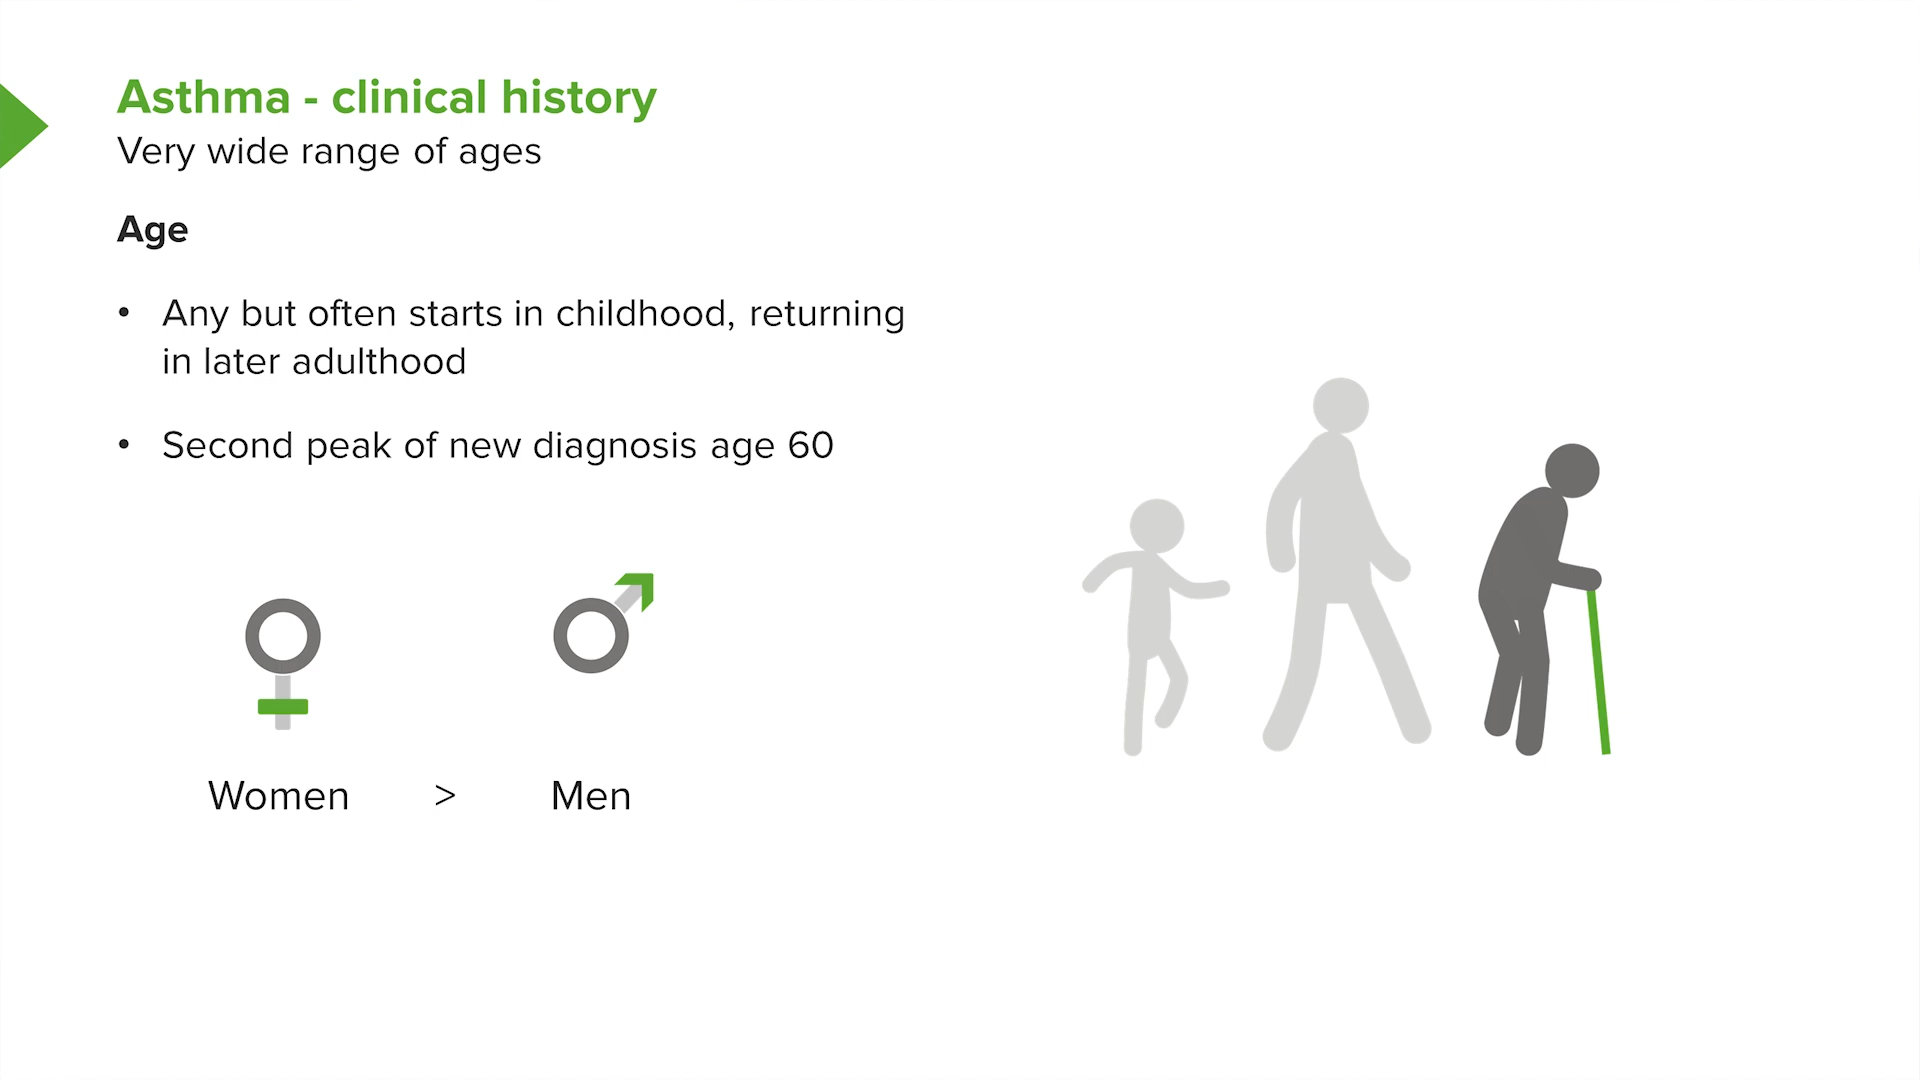 Asthma - clinical history
Very wide range of ages
Age
• Any but often starts in childhood, returning
in later adulthood
• Second peak of new diagnosis age 60
Women > Men